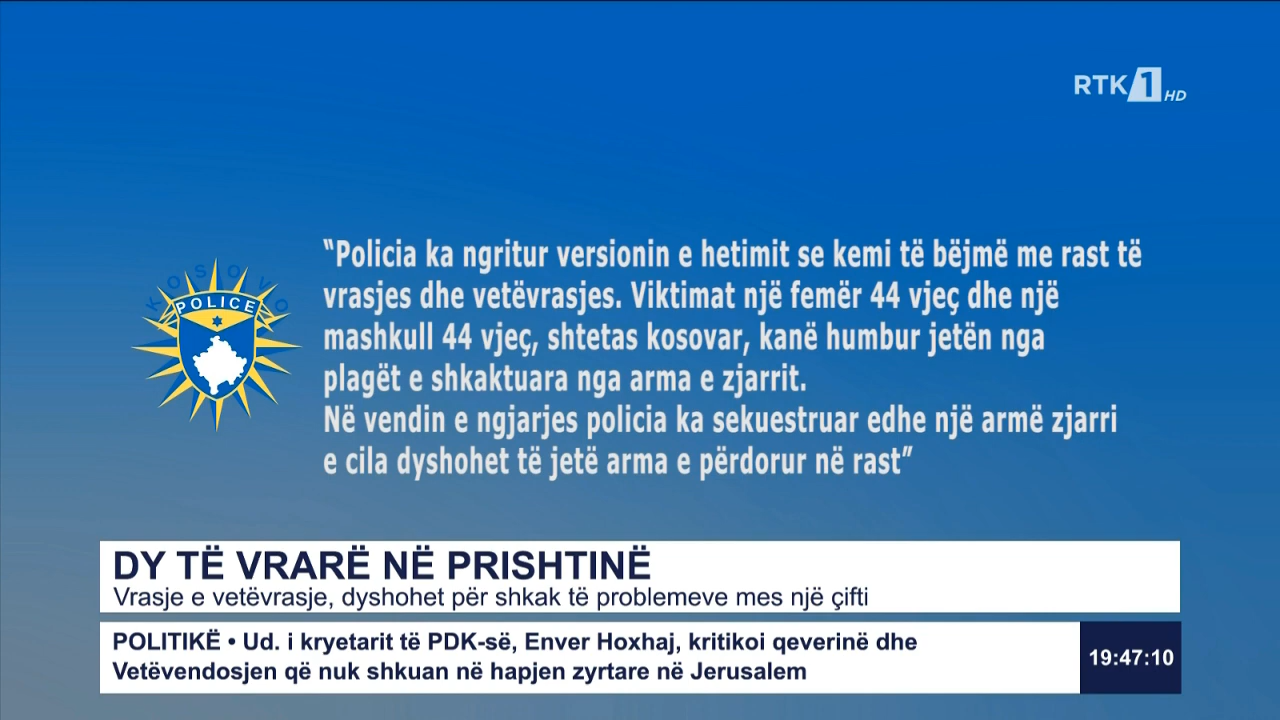 RTK 1 HD
KOSOVO
POLICE
“Policia ka ngritur versionin e hetimit se kemi të bëjmë me rast të
vrasjes dhe vetëvrasjes. Viktimat një femër 44 vjeç dhe një
mashkull 44 vjeç, shtetas kosovar, kanë humbur jetën nga
plagët e shkaktuara nga arma e zjarrit.
Në vendin e ngjarjes policia ka sekuestruar edhe një armë zjarri
e cila dyshohet të jetë arma e përdorur në rast”
DY TË VRARË NË PRISHTINË
Vrasje e vetëvrasje, dyshohet për shkak të problemeve mes një çifti
POLITIKË • Ud. i kryetarit të PDK-së, Enver Hoxhaj, kritikoi qeverinë dhe
Vetëvendosjen që nuk shkuan në hapjen zyrtare në Jerusalem
19:47:10